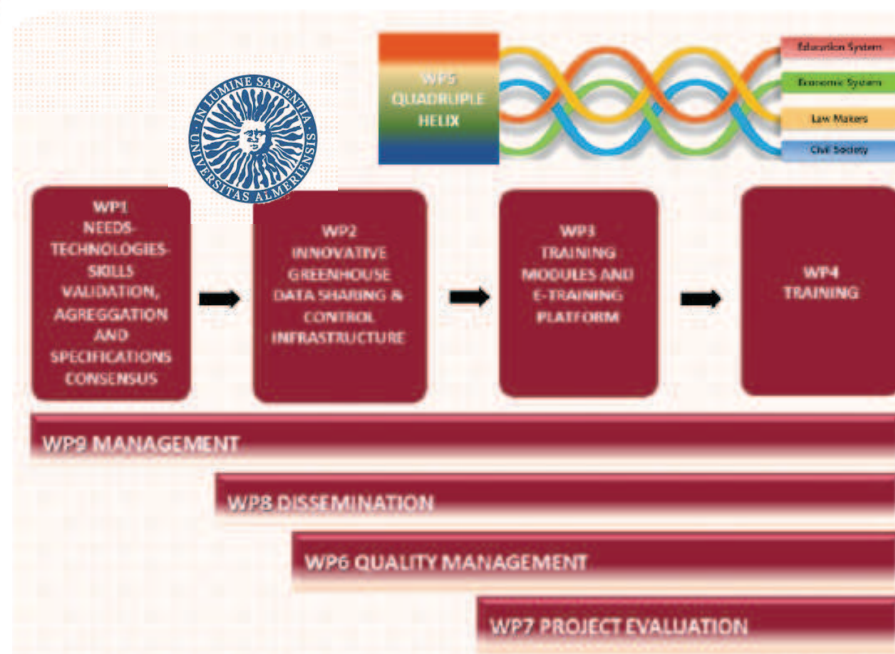 WP5
QUADRUPLE
HELIX
Education System
Economic System
Law Makers
Civil Society
IN LUMINE SAPIENTIA · UNIVERSITAS ALMERIENSIS ·
WP1
NEEDS-
TECHNOLOGIES-
SKILLS
VALIDATION,
AGREGGATION
AND
SPECIFICATIONS
CONSENSUS
WP2
INNOVATIVE
GREENHOUSE
DATA SHARING &
CONTROL
INFRASTRUCTURE
WP3
TRAINING
MODULES AND
E-TRAINING
PLATFORM
WP4
TRAINING
WP9 MANAGEMENT
WP8 DISSEMINATION
WP6 QUALITY MANAGEMENT
WP7 PROJECT EVALUATION